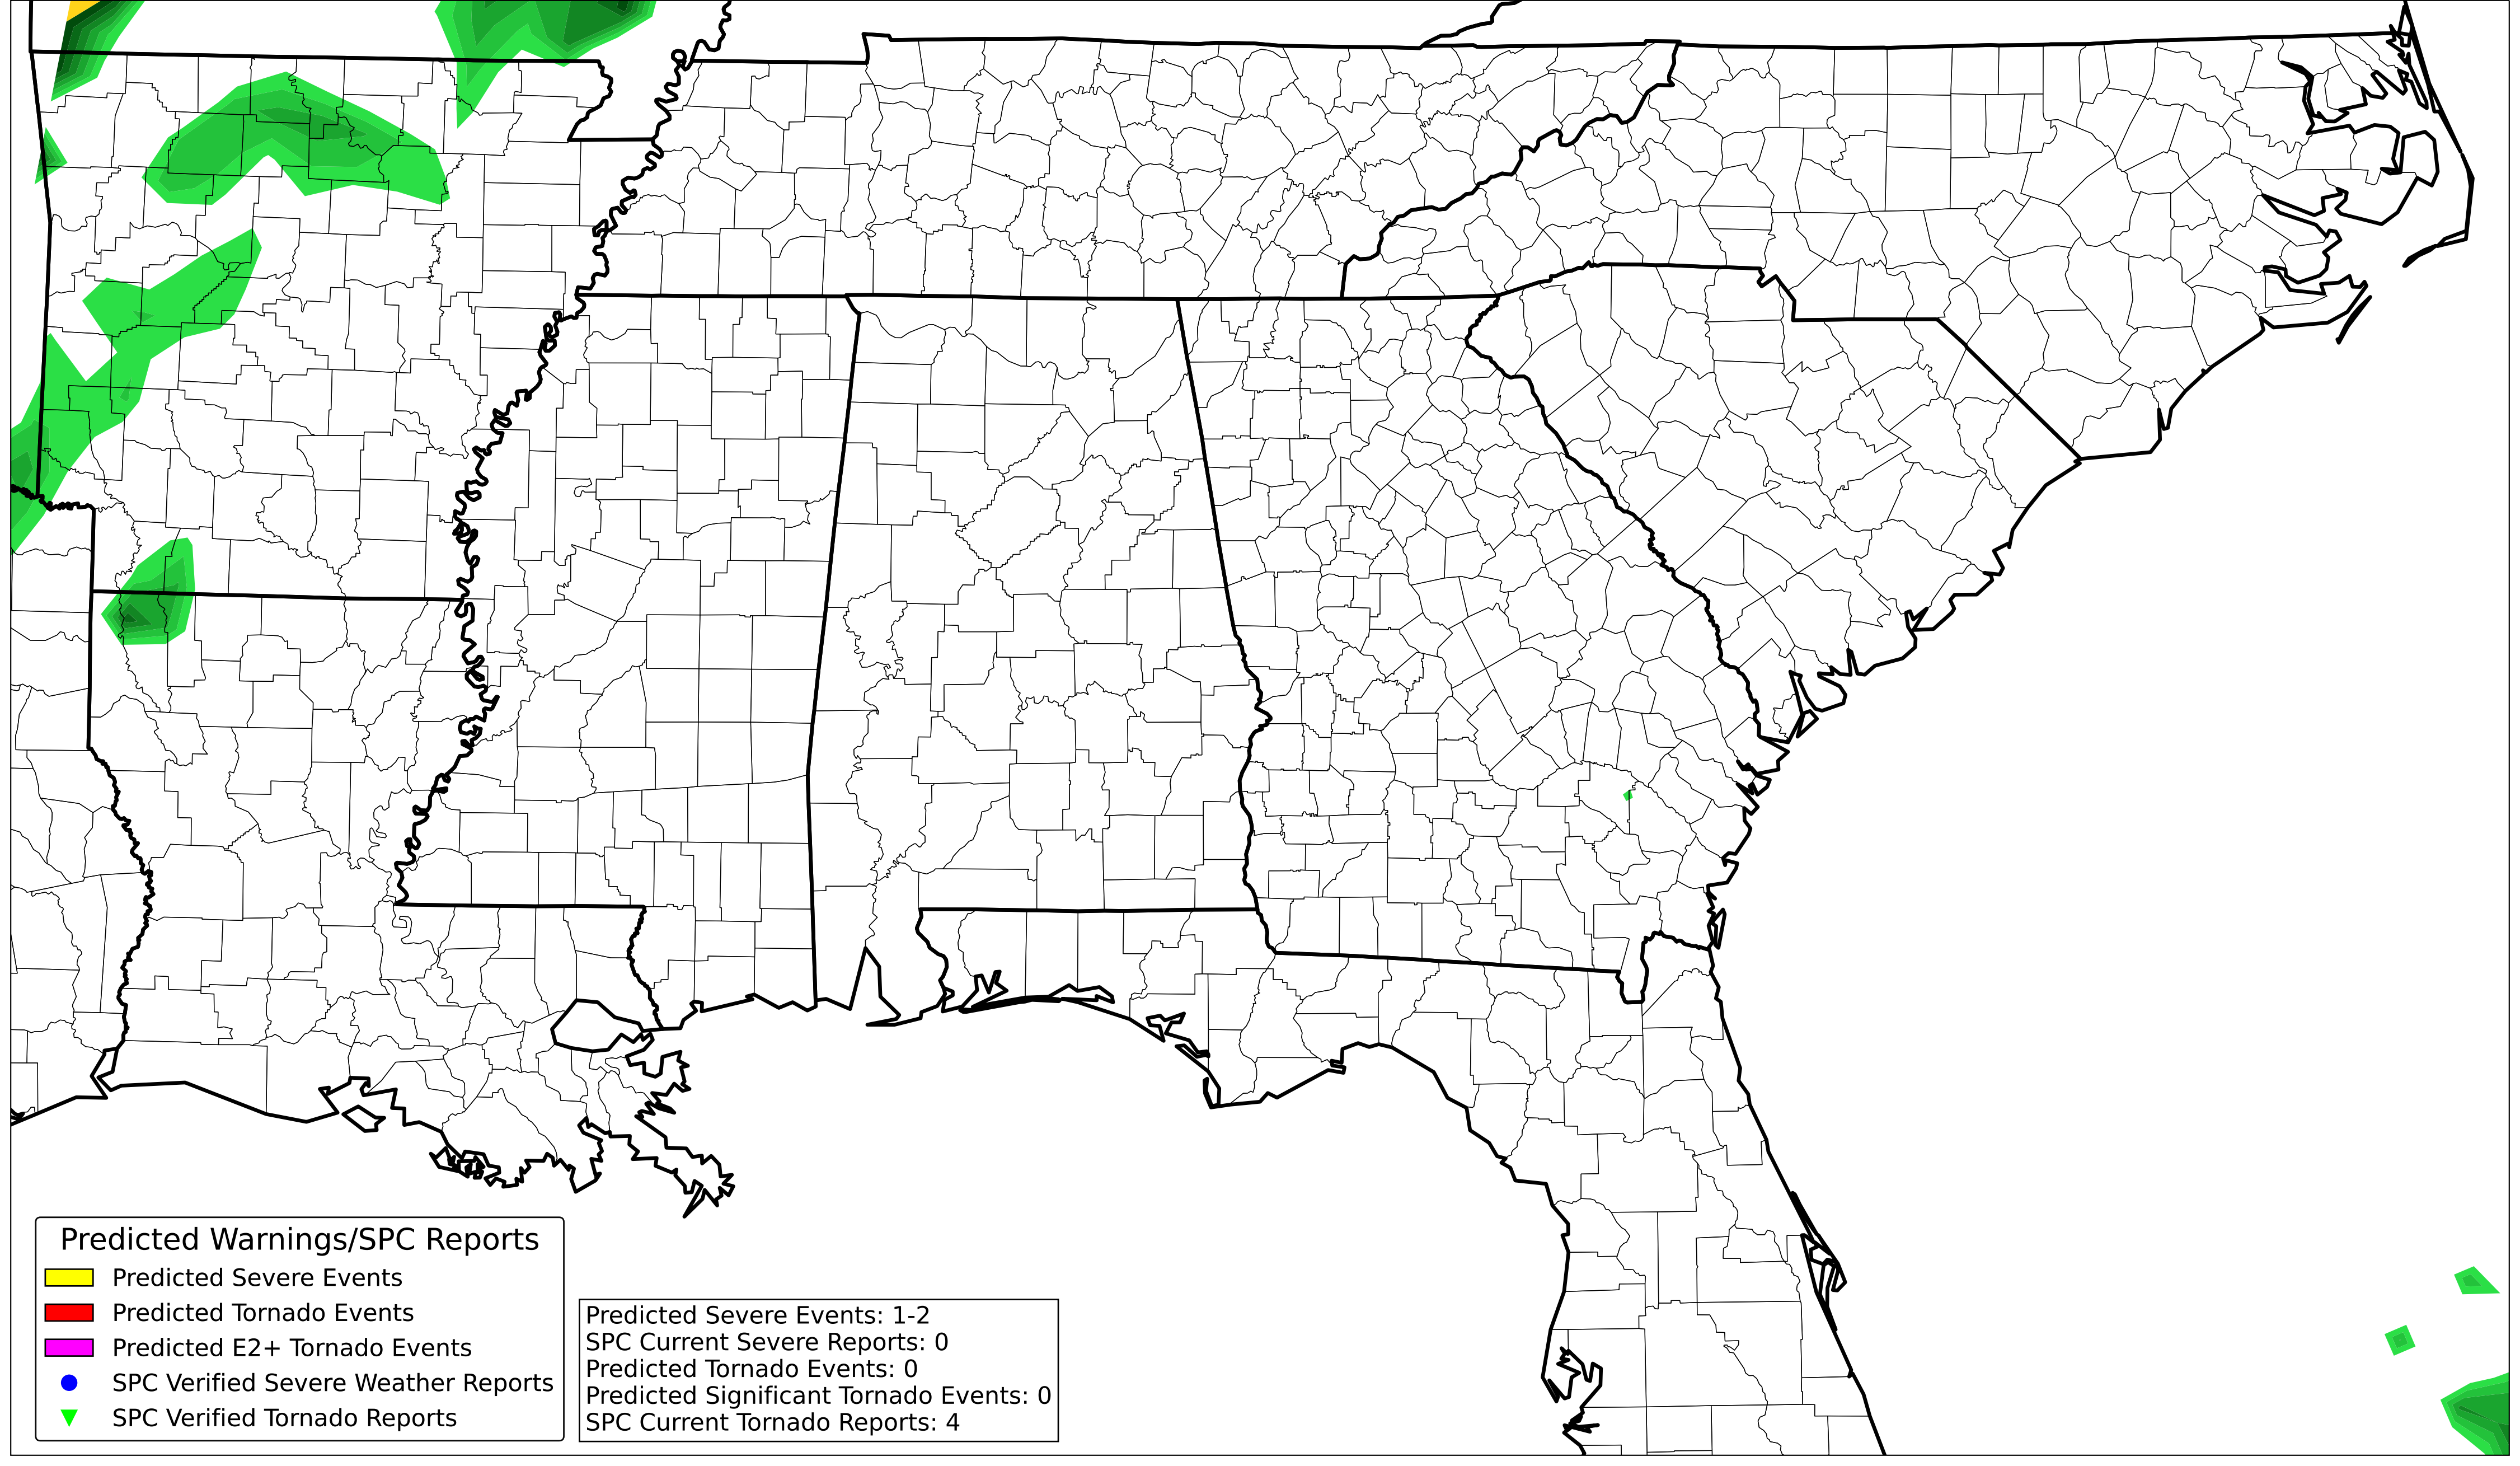 Predicted Warnings/SPC Reports
Predicted Severe Events
Predicted Tornado Events
Predicted E2+ Tornado Events
SPC Verified Severe Weather Reports
SPC Verified Tornado Reports
Predicted Severe Events: 1-2
SPC Current Severe Reports: 0
Predicted Tornado Events: 0
Predicted Significant Tornado Events: 0
SPC Current Tornado Reports: 4